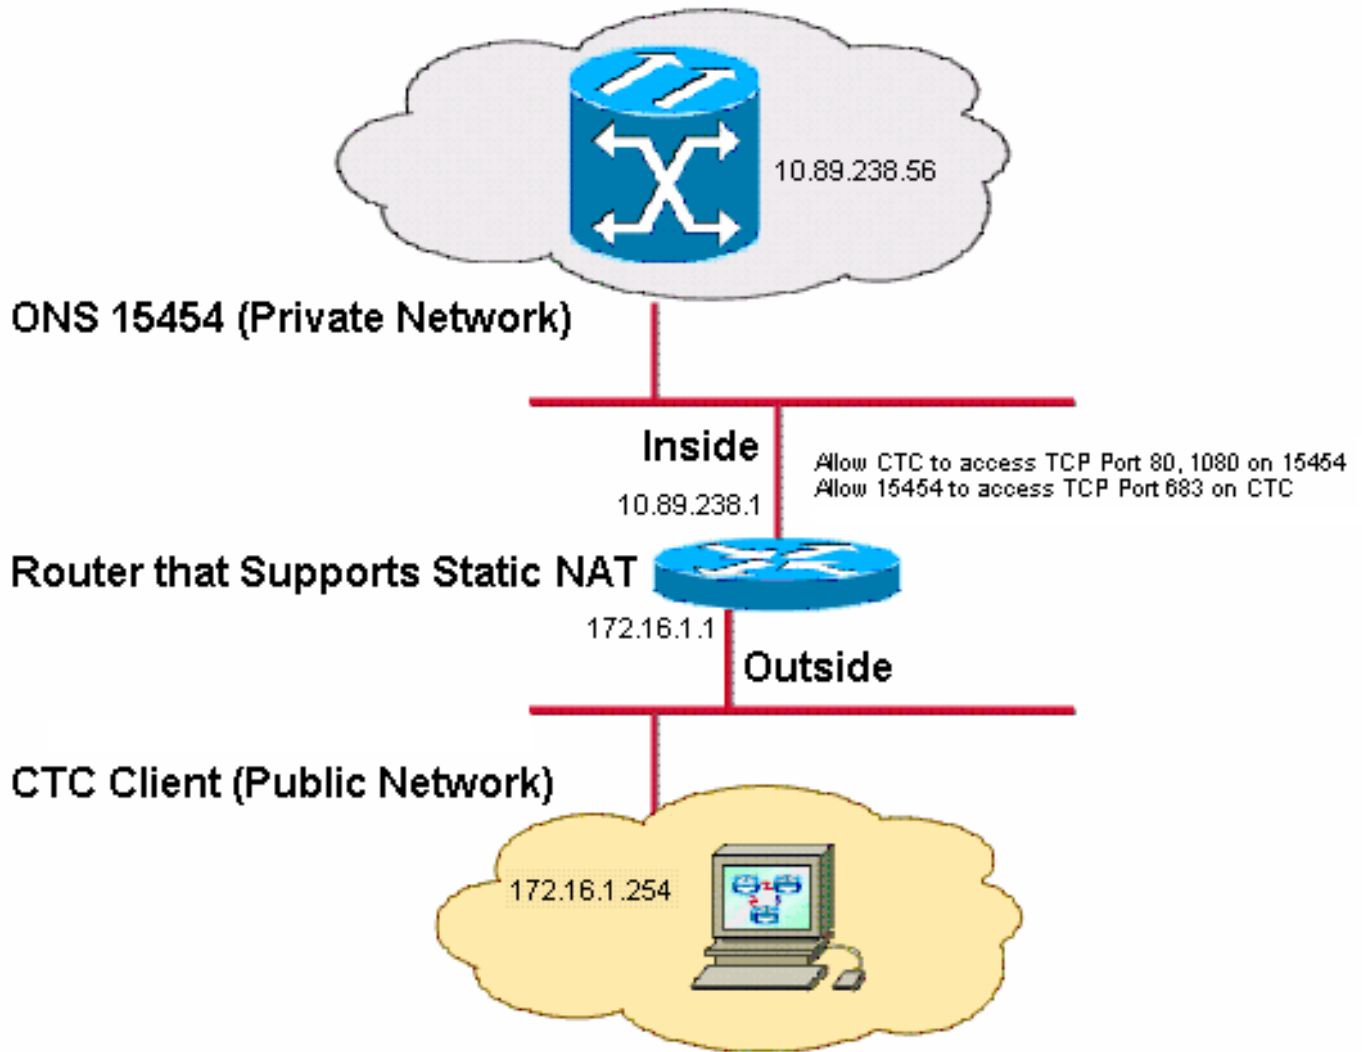 10.89.238.56
ONS 15454 (Private Network)
Inside
Allow CTC to access TCP Port 80, 1080 on 15454
Allow 15454 to access TCP Port 683 on CTC
10.89.238.1
Router that Supports Static NAT
172.16.1.1
Outside
CTC Client (Public Network)
172.16.1.254